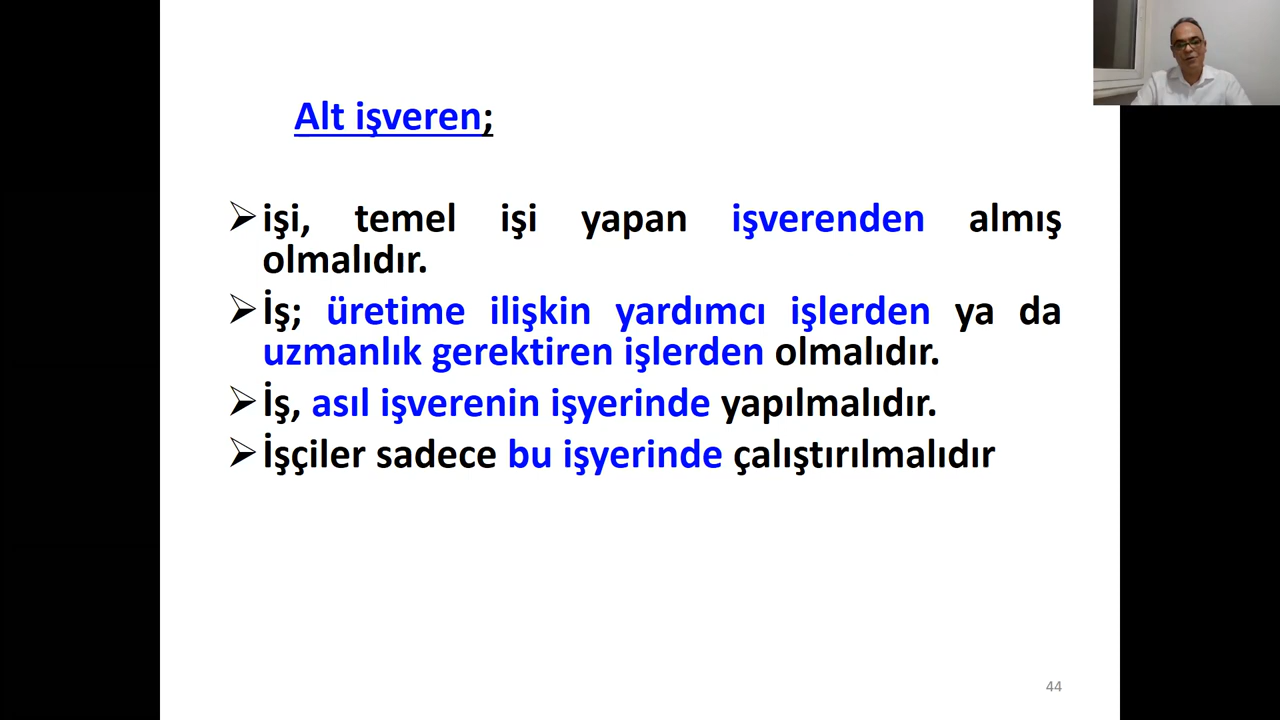 Alt işveren;
➢işi, temel işi yapan işverenden almış
olmalıdır.
➢İş; üretime ilişkin yardımcı işlerden ya da
uzmanlık gerektiren işlerden olmalıdır.
➢İş, asıl işverenin işyerinde yapılmalıdır.
➢İşçiler sadece bu işyerinde çalıştırılmalıdır
44